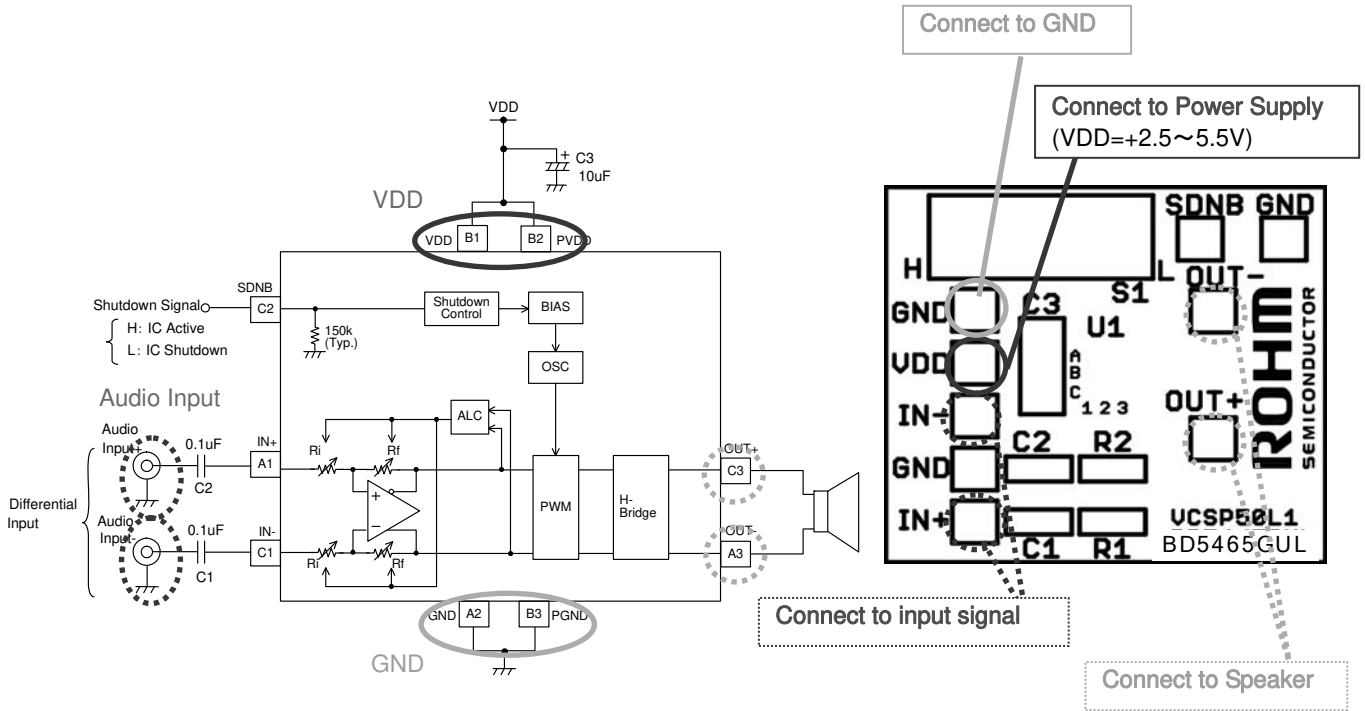 Connect to GND
Connect to Power Supply
(VDD=+2.5～5.5V)
VDD
+
C3
10uF
VDD
VDD B1 B2 PVDD
SDNB
Shutdown Signal
C2
H: IC Active
L: IC Shutdown
150k
(Typ.)
Shutdown
Control
BIAS
OSC
Audio Input
Audio
Input+
0.1uF
C2
IN+
A1
Ri
Rf
ALC
Differential
Input
Audio
Input-
0.1uF
C1
IN-
C1
Ri
Rf
+
−
PWM
H-
Bridge
OUT+
C3
OUT-
A3
GND A2 B3 PGND
GND
SDNB GND
H
L
S1
OUT-
GND
C3
U1
VDD
A
B
C
1 2 3
IN-
OUT+
GND
C2 R2
IN+
C1 R1
ROHM
SEMICONDUCTOR
VCSP50L1
BD5465GUL
Connect to input signal
Connect to Speaker